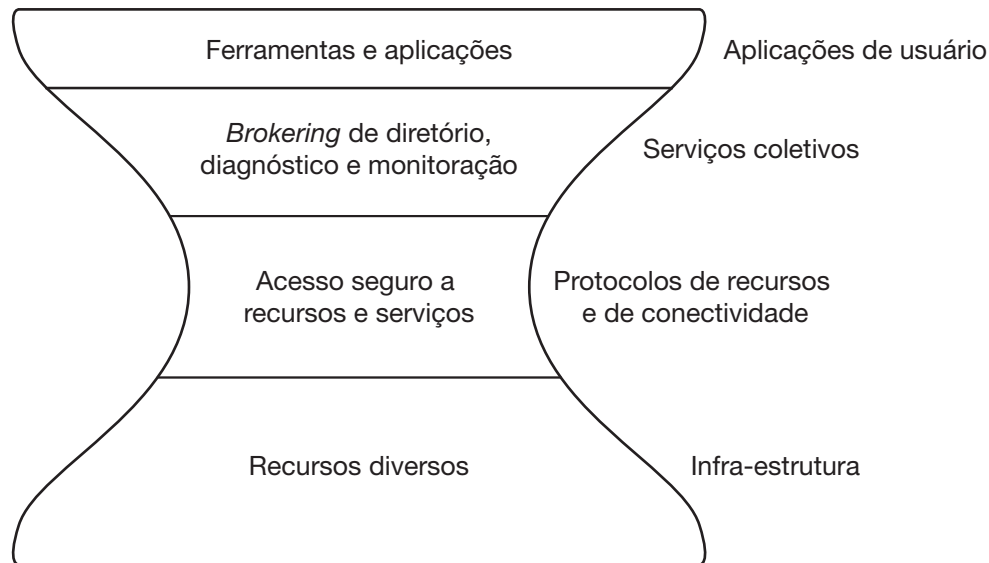 Ferramentas e aplicações
Aplicações de usuário
Brokering de diretório,
diagnóstico e monitoração
Serviços coletivos
Acesso seguro a
recursos e serviços
Protocolos de recursos
e de conectividade
Recursos diversos
Infra-estrutura